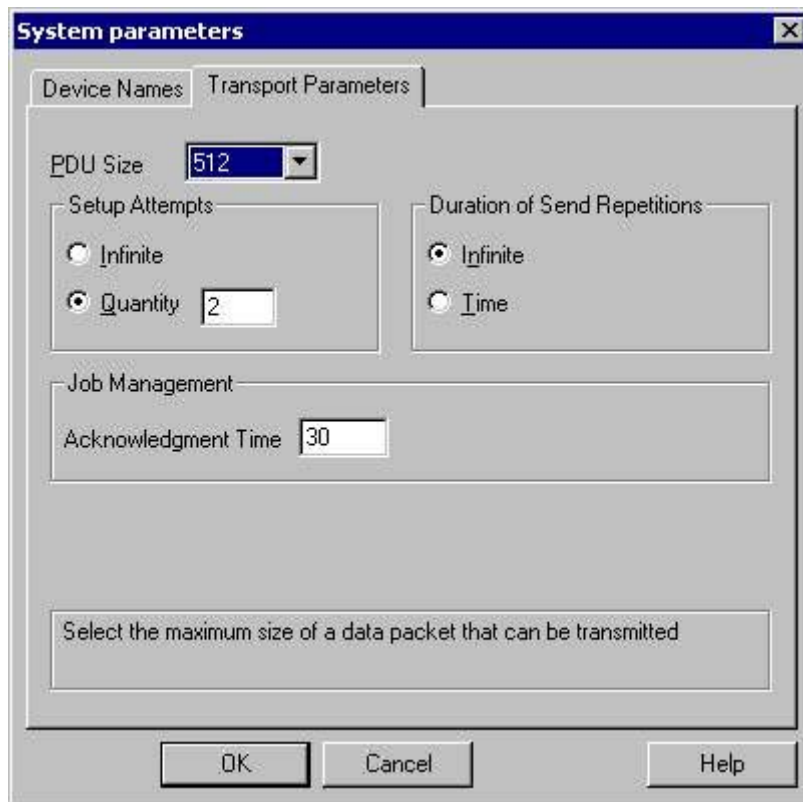 System parameters
Device Names Transport Parameters
PDU Size 512
Setup Attempts
Infinite
Quantity 2
Duration of Send Repetitions
Infinite
Time
Job Management
Acknowledgment Time 30
Select the maximum size of a data packet that can be transmitted
OK Cancel Help